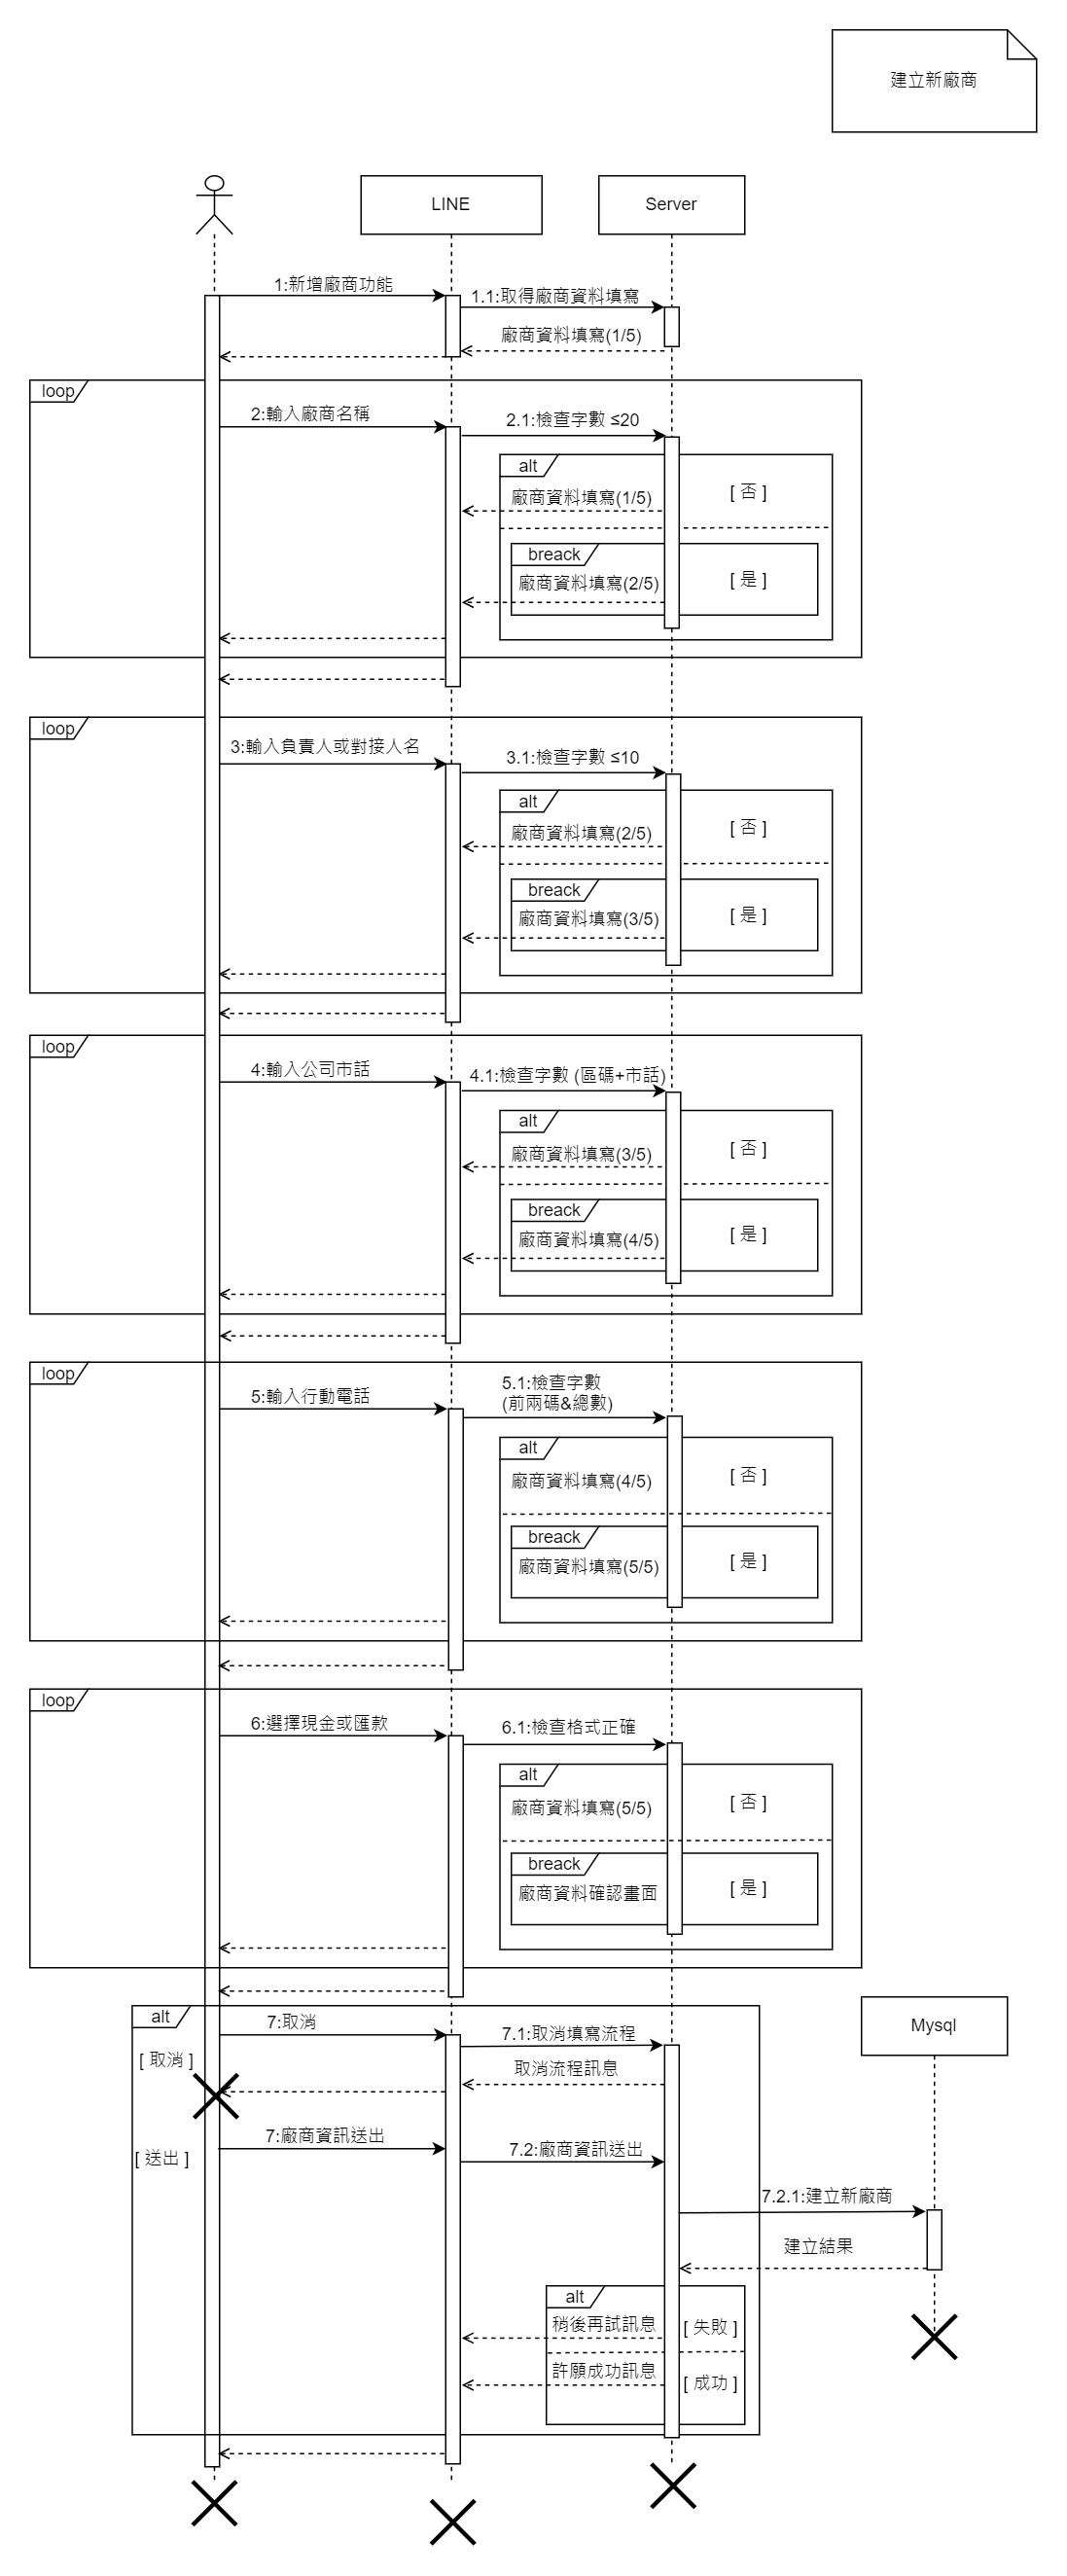 建立新廠商
LINE
Server
1:新增廠商功能
1.1:取得廠商資料填寫
廠商資料填寫(1/5)
loop
2:輸入廠商名稱
2.1:檢查字數 ≤20
alt
廠商資料填寫(1/5)
[ 否 ]
breack
廠商資料填寫(2/5)
[ 是 ]
loop
3:輸入負責人或對接人名
3.1:檢查字數 ≤10
alt
廠商資料填寫(2/5)
[ 否 ]
breack
廠商資料填寫(3/5)
[ 是 ]
loop
4:輸入公司市話
4.1:檢查字數 (區碼+市話)
alt
廠商資料填寫(3/5)
[ 否 ]
breack
廠商資料填寫(4/5)
[ 是 ]
loop
5:輸入行動電話
5.1:檢查字數
(前兩碼&總數)
alt
廠商資料填寫(4/5)
[ 否 ]
breack
廠商資料填寫(5/5)
[ 是 ]
loop
6:選擇現金或匯款
6.1:檢查格式正確
alt
廠商資料填寫(5/5)
[ 否 ]
breack
廠商資料確認畫面
[ 是 ]
alt
Mysql
7:取消
7.1:取消填寫流程
[ 取消 ]
取消流程訊息
7:廠商資訊送出
7.2:廠商資訊送出
[ 送出 ]
7.2.1:建立新廠商
建立結果
alt
稍後再試訊息
[ 失敗 ]
許願成功訊息
[ 成功 ]